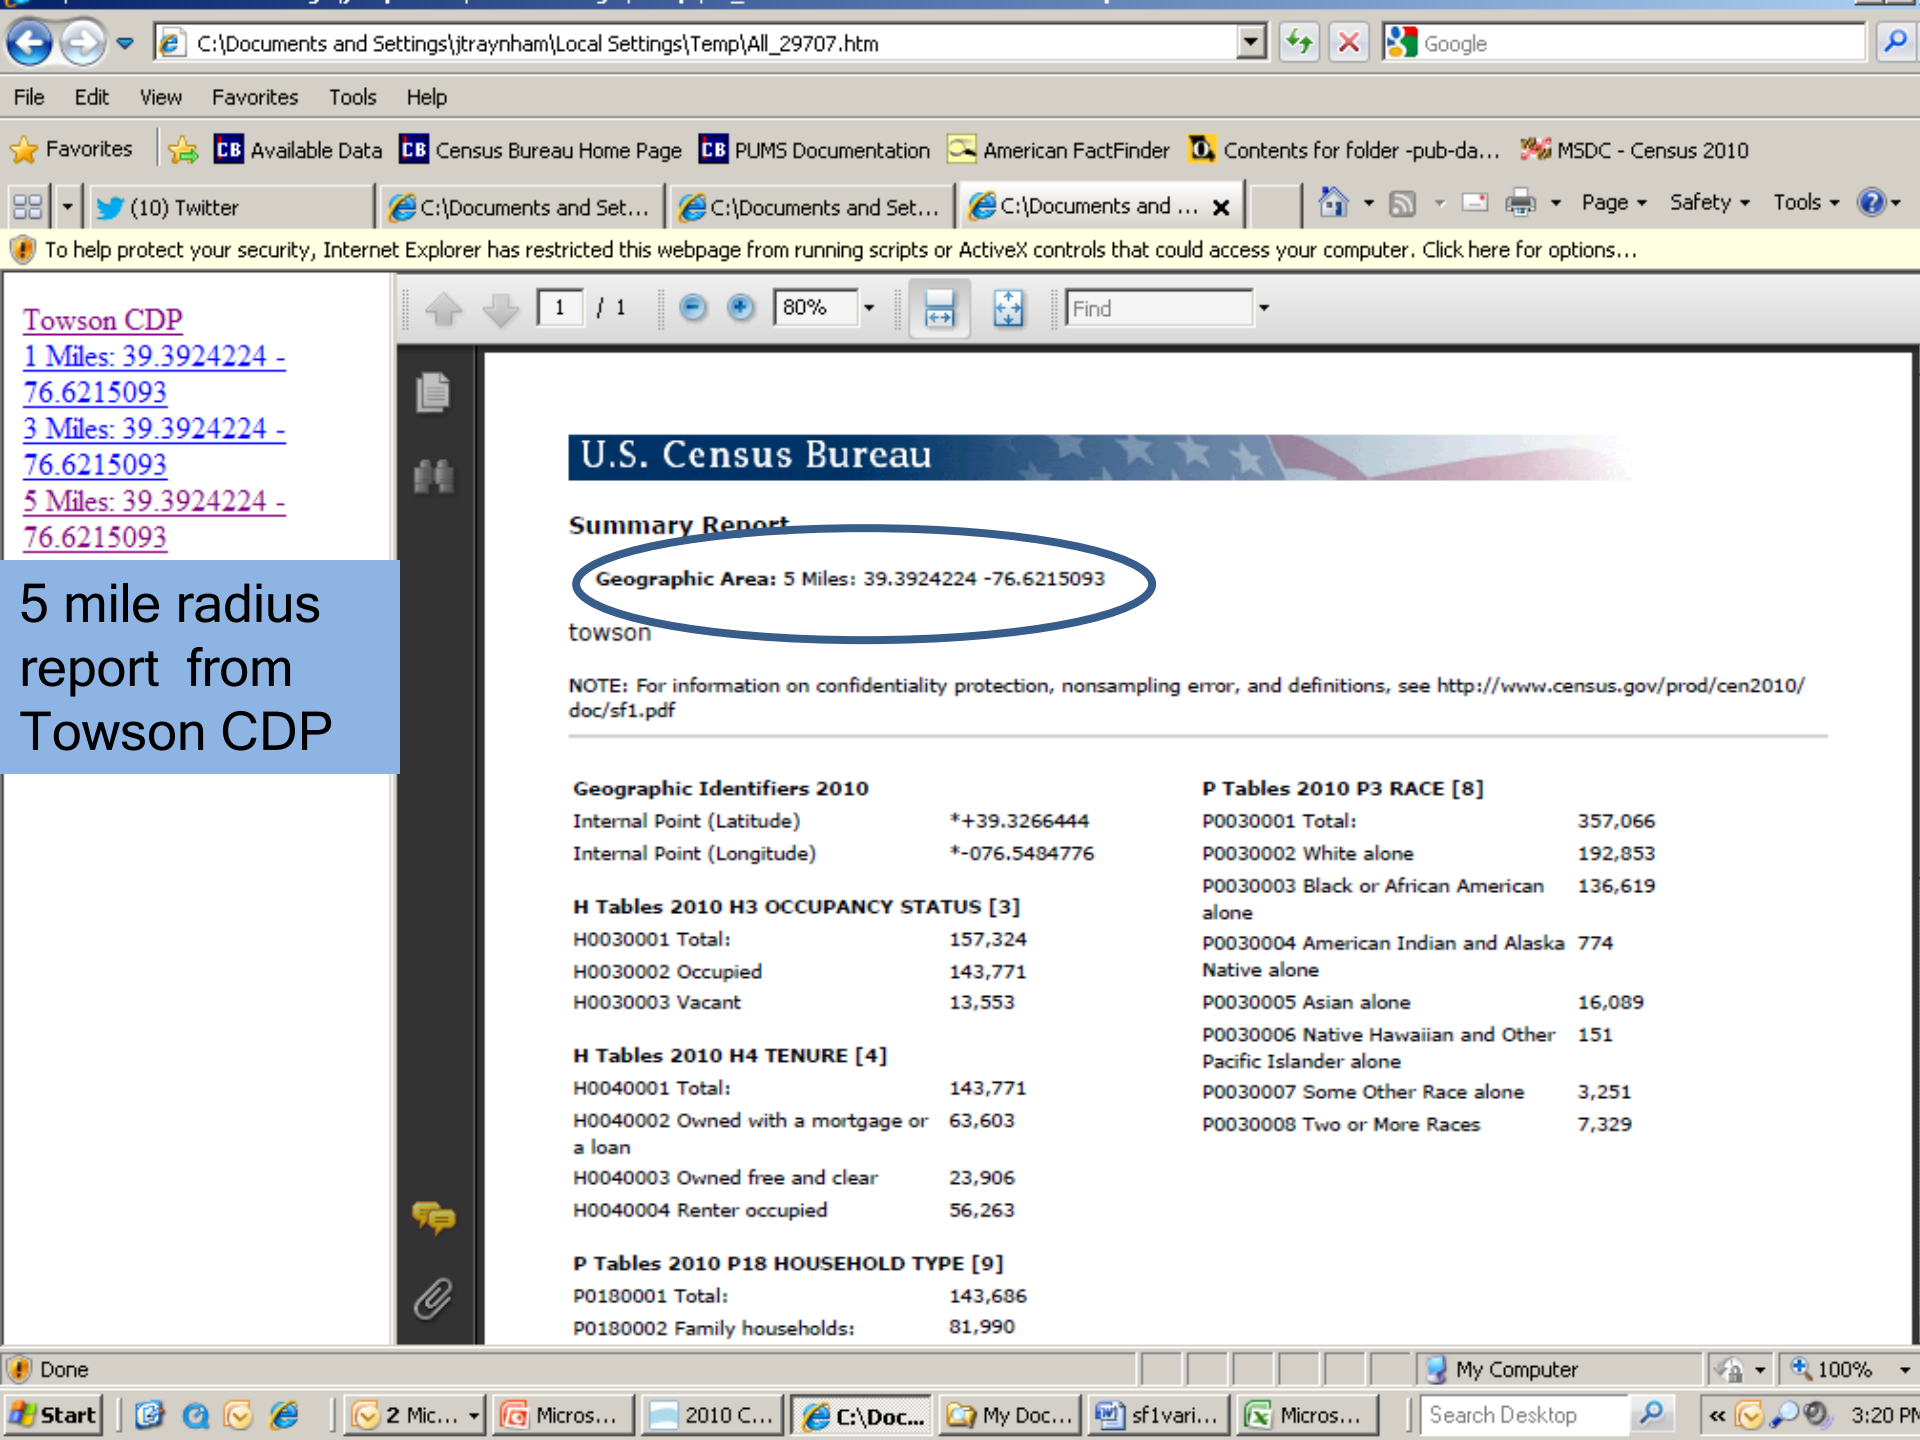 C:\Documents and Settings\jtraynham\Local Settings\Temp\All_29707.htm
Google
File Edit View Favorites Tools Help
Favorites CB Available Data CB Census Bureau Home Page CB PUMS Documentation American FactFinder Contents for folder -pub-da... MSDC - Census 2010
(10) Twitter C:\Documents and Set... C:\Documents and Set... C:\Documents and ... Page Safety Tools
To help protect your security, Internet Explorer has restricted this webpage from running scripts or ActiveX controls that could access your computer. Click here for options...
1 / 1 80% Find
Towson CDP
1 Miles: 39.3924224 -
76.6215093
3 Miles: 39.3924224 -
76.6215093
5 Miles: 39.3924224 -
76.6215093
5 mile radius
report from
Towson CDP
U.S. Census Bureau
Summary Report
Geographic Area: 5 Miles: 39.3924224 -76.6215093
towson
NOTE: For information on confidentiality protection, nonsampling error, and definitions, see http://www.census.gov/prod/cen2010/
doc/sf1.pdf
Geographic Identifiers 2010
Internal Point (Latitude) *+39.3266444
Internal Point (Longitude) *-076.5484776
H Tables 2010 H3 OCCUPANCY STATUS [3]
H0030001 Total: 157,324
H0030002 Occupied 143,771
H0030003 Vacant 13,553
H Tables 2010 H4 TENURE [4]
H0040001 Total: 143,771
H0040002 Owned with a mortgage or 63,603
a loan
H0040003 Owned free and clear 23,906
H0040004 Renter occupied 56,263
P Tables 2010 P18 HOUSEHOLD TYPE [9]
P0180001 Total: 143,686
P0180002 Family households: 81,990
P Tables 2010 P3 RACE [8]
P0030001 Total: 357,066
P0030002 White alone 192,853
P0030003 Black or African American 136,619
alone
P0030004 American Indian and Alaska 774
Native alone
P0030005 Asian alone 16,089
P0030006 Native Hawaiian and Other 151
Pacific Islander alone
P0030007 Some Other Race alone 3,251
P0030008 Two or More Races 7,329
Done My Computer 100%
Start 2 Mic... Micros... 2010 C... C:\Doc... My Doc... sf1vari... Micros... Search Desktop « 3:20 PM